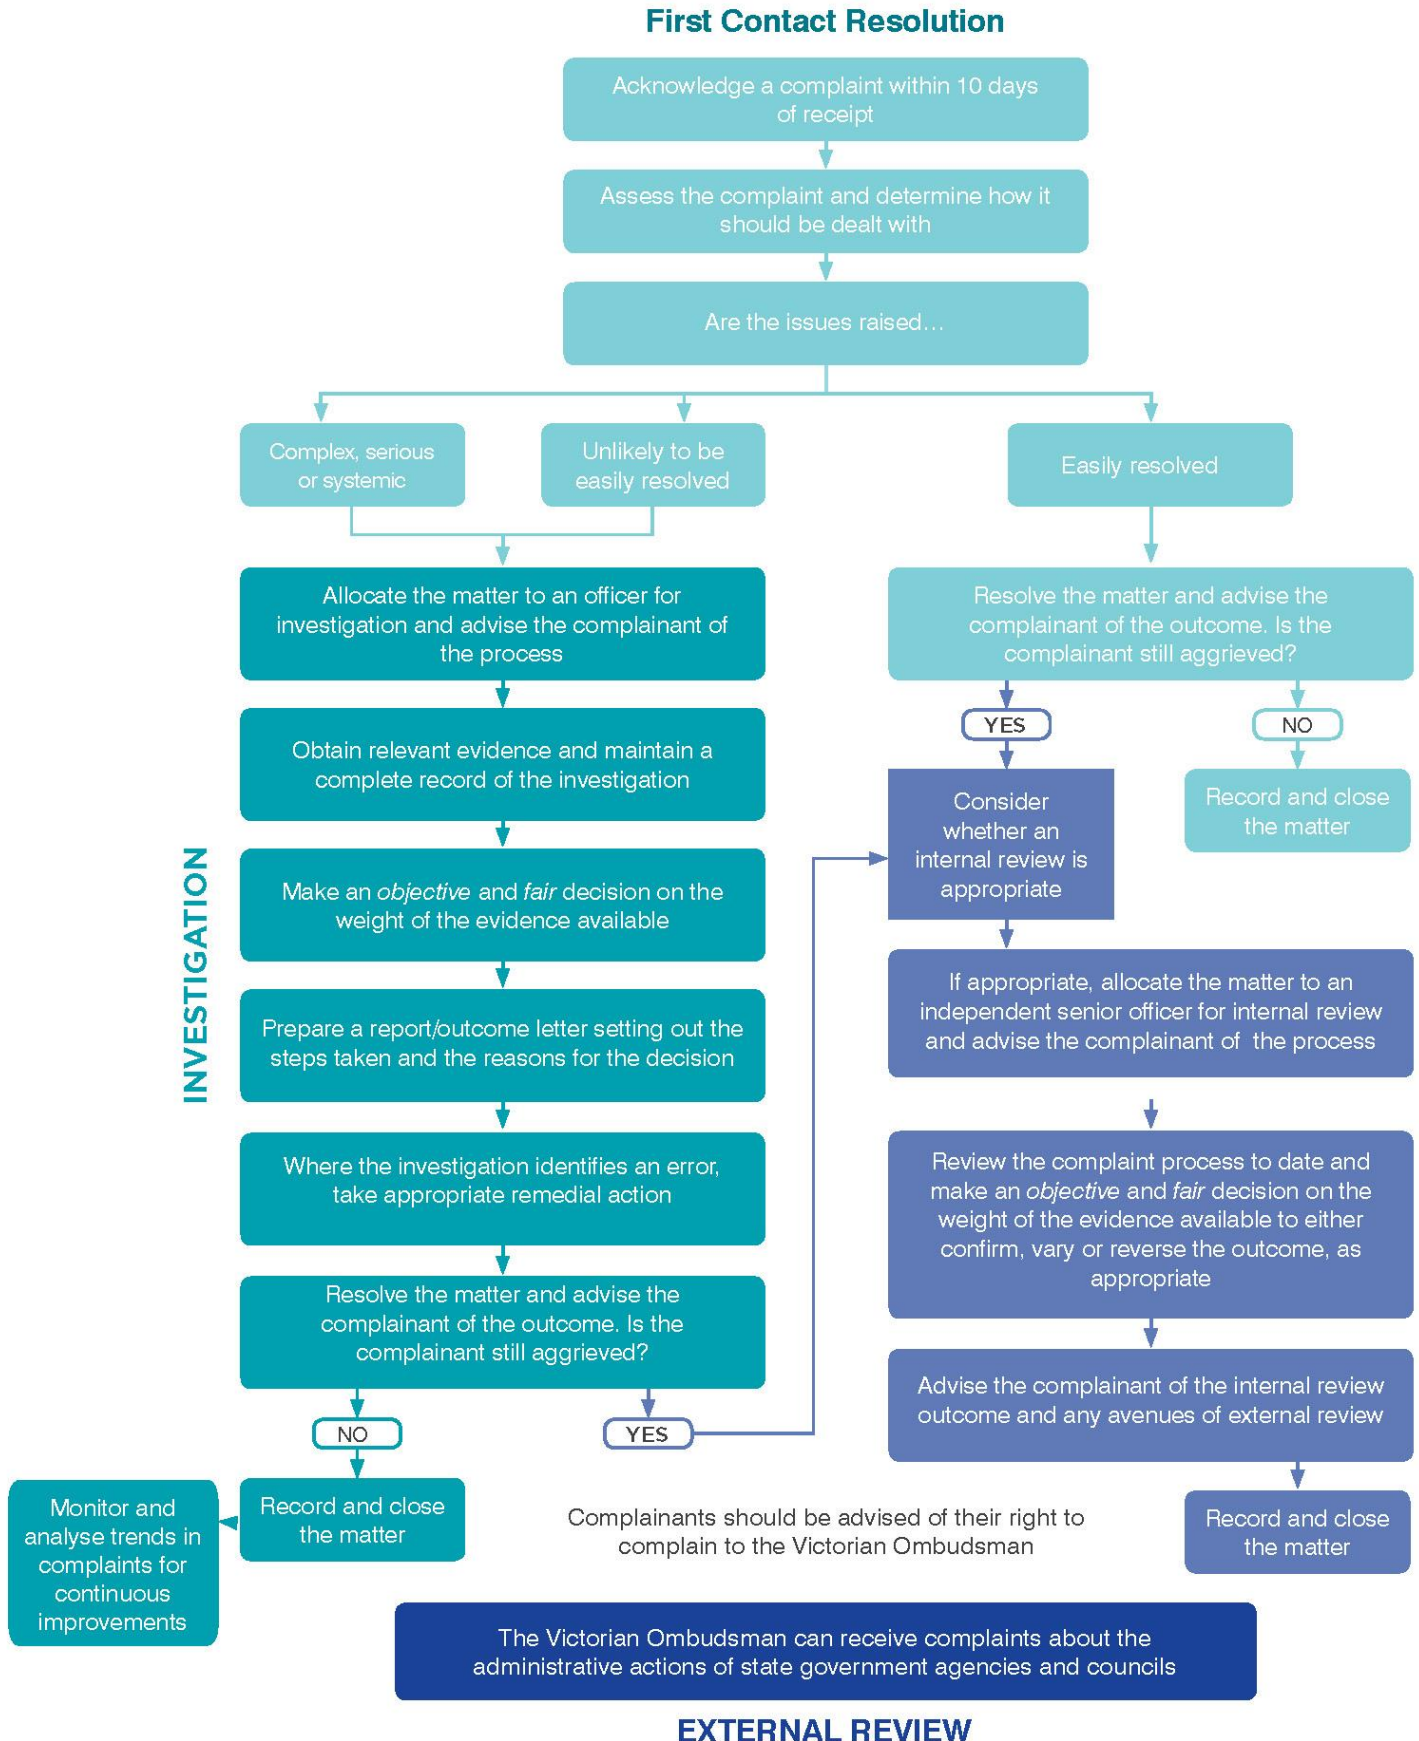 First Contact Resolution
Acknowledge a complaint within 10 days
of receipt
Assess the complaint and determine how it
should be dealt with
Are the issues raised…
Complex, serious
or systemic
Unlikely to be
easily resolved
Easily resolved
INVESTIGATION
Allocate the matter to an officer for
investigation and advise the complainant of
the process
Obtain relevant evidence and maintain a
complete record of the investigation
Make an objective and fair decision on the
weight of the evidence available
Prepare a report/outcome letter setting out the
steps taken and the reasons for the decision
Where the investigation identifies an error,
take appropriate remedial action
Resolve the matter and advise the
complainant of the outcome. Is the
complainant still aggrieved?
NO
YES
Record and close
the matter
Monitor and
analyse trends in
complaints for
continuous
improvements
Resolve the matter and advise the
complainant of the outcome. Is the
complainant still aggrieved?
YES
NO
Consider
whether an
internal review is
appropriate
Record and close
the matter
If appropriate, allocate the matter to an
independent senior officer for internal review
and advise the complainant of the process
Review the complaint process to date and
make an objective and fair decision on the
weight of the evidence available to either
confirm, vary or reverse the outcome, as
appropriate
Advise the complainant of the internal review
outcome and any avenues of external review
Record and close
the matter
Complainants should be advised of their right to
complain to the Victorian Ombudsman
The Victorian Ombudsman can receive complaints about the
administrative actions of state government agencies and councils
EXTERNAL REVIEW